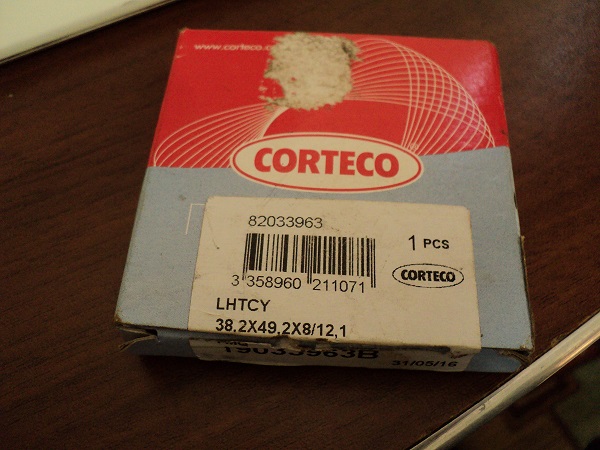 www.corteco.c
CORTECO
82033963
1 PCS
3 358960 211071
CORTECO
LHTCY
38,2X49,2X8/12,1
19033963B
31/05/16